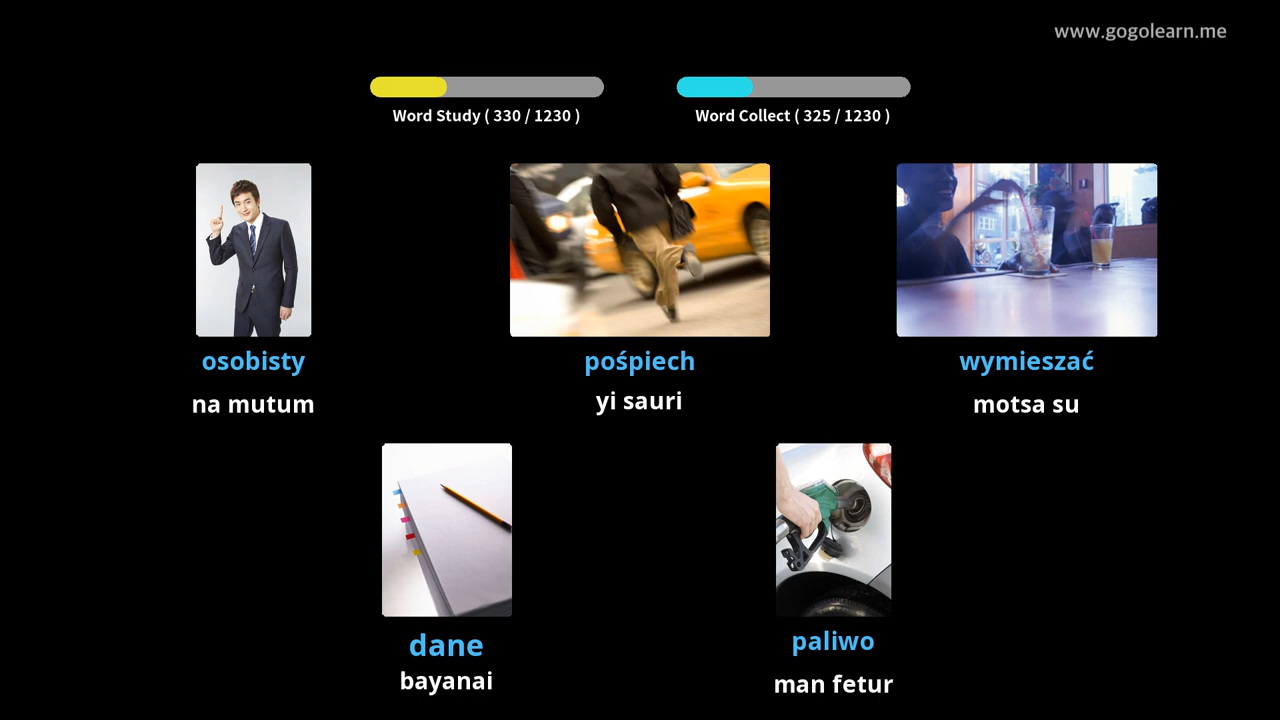 www.gogolearn.me
Word Study ( 330 / 1230 )
Word Collect ( 325 / 1230 )
osobisty
na mutum
pośpiech
yi sauri
wymieszać
motsa su
dane
bayanai
paliwo
man fetur